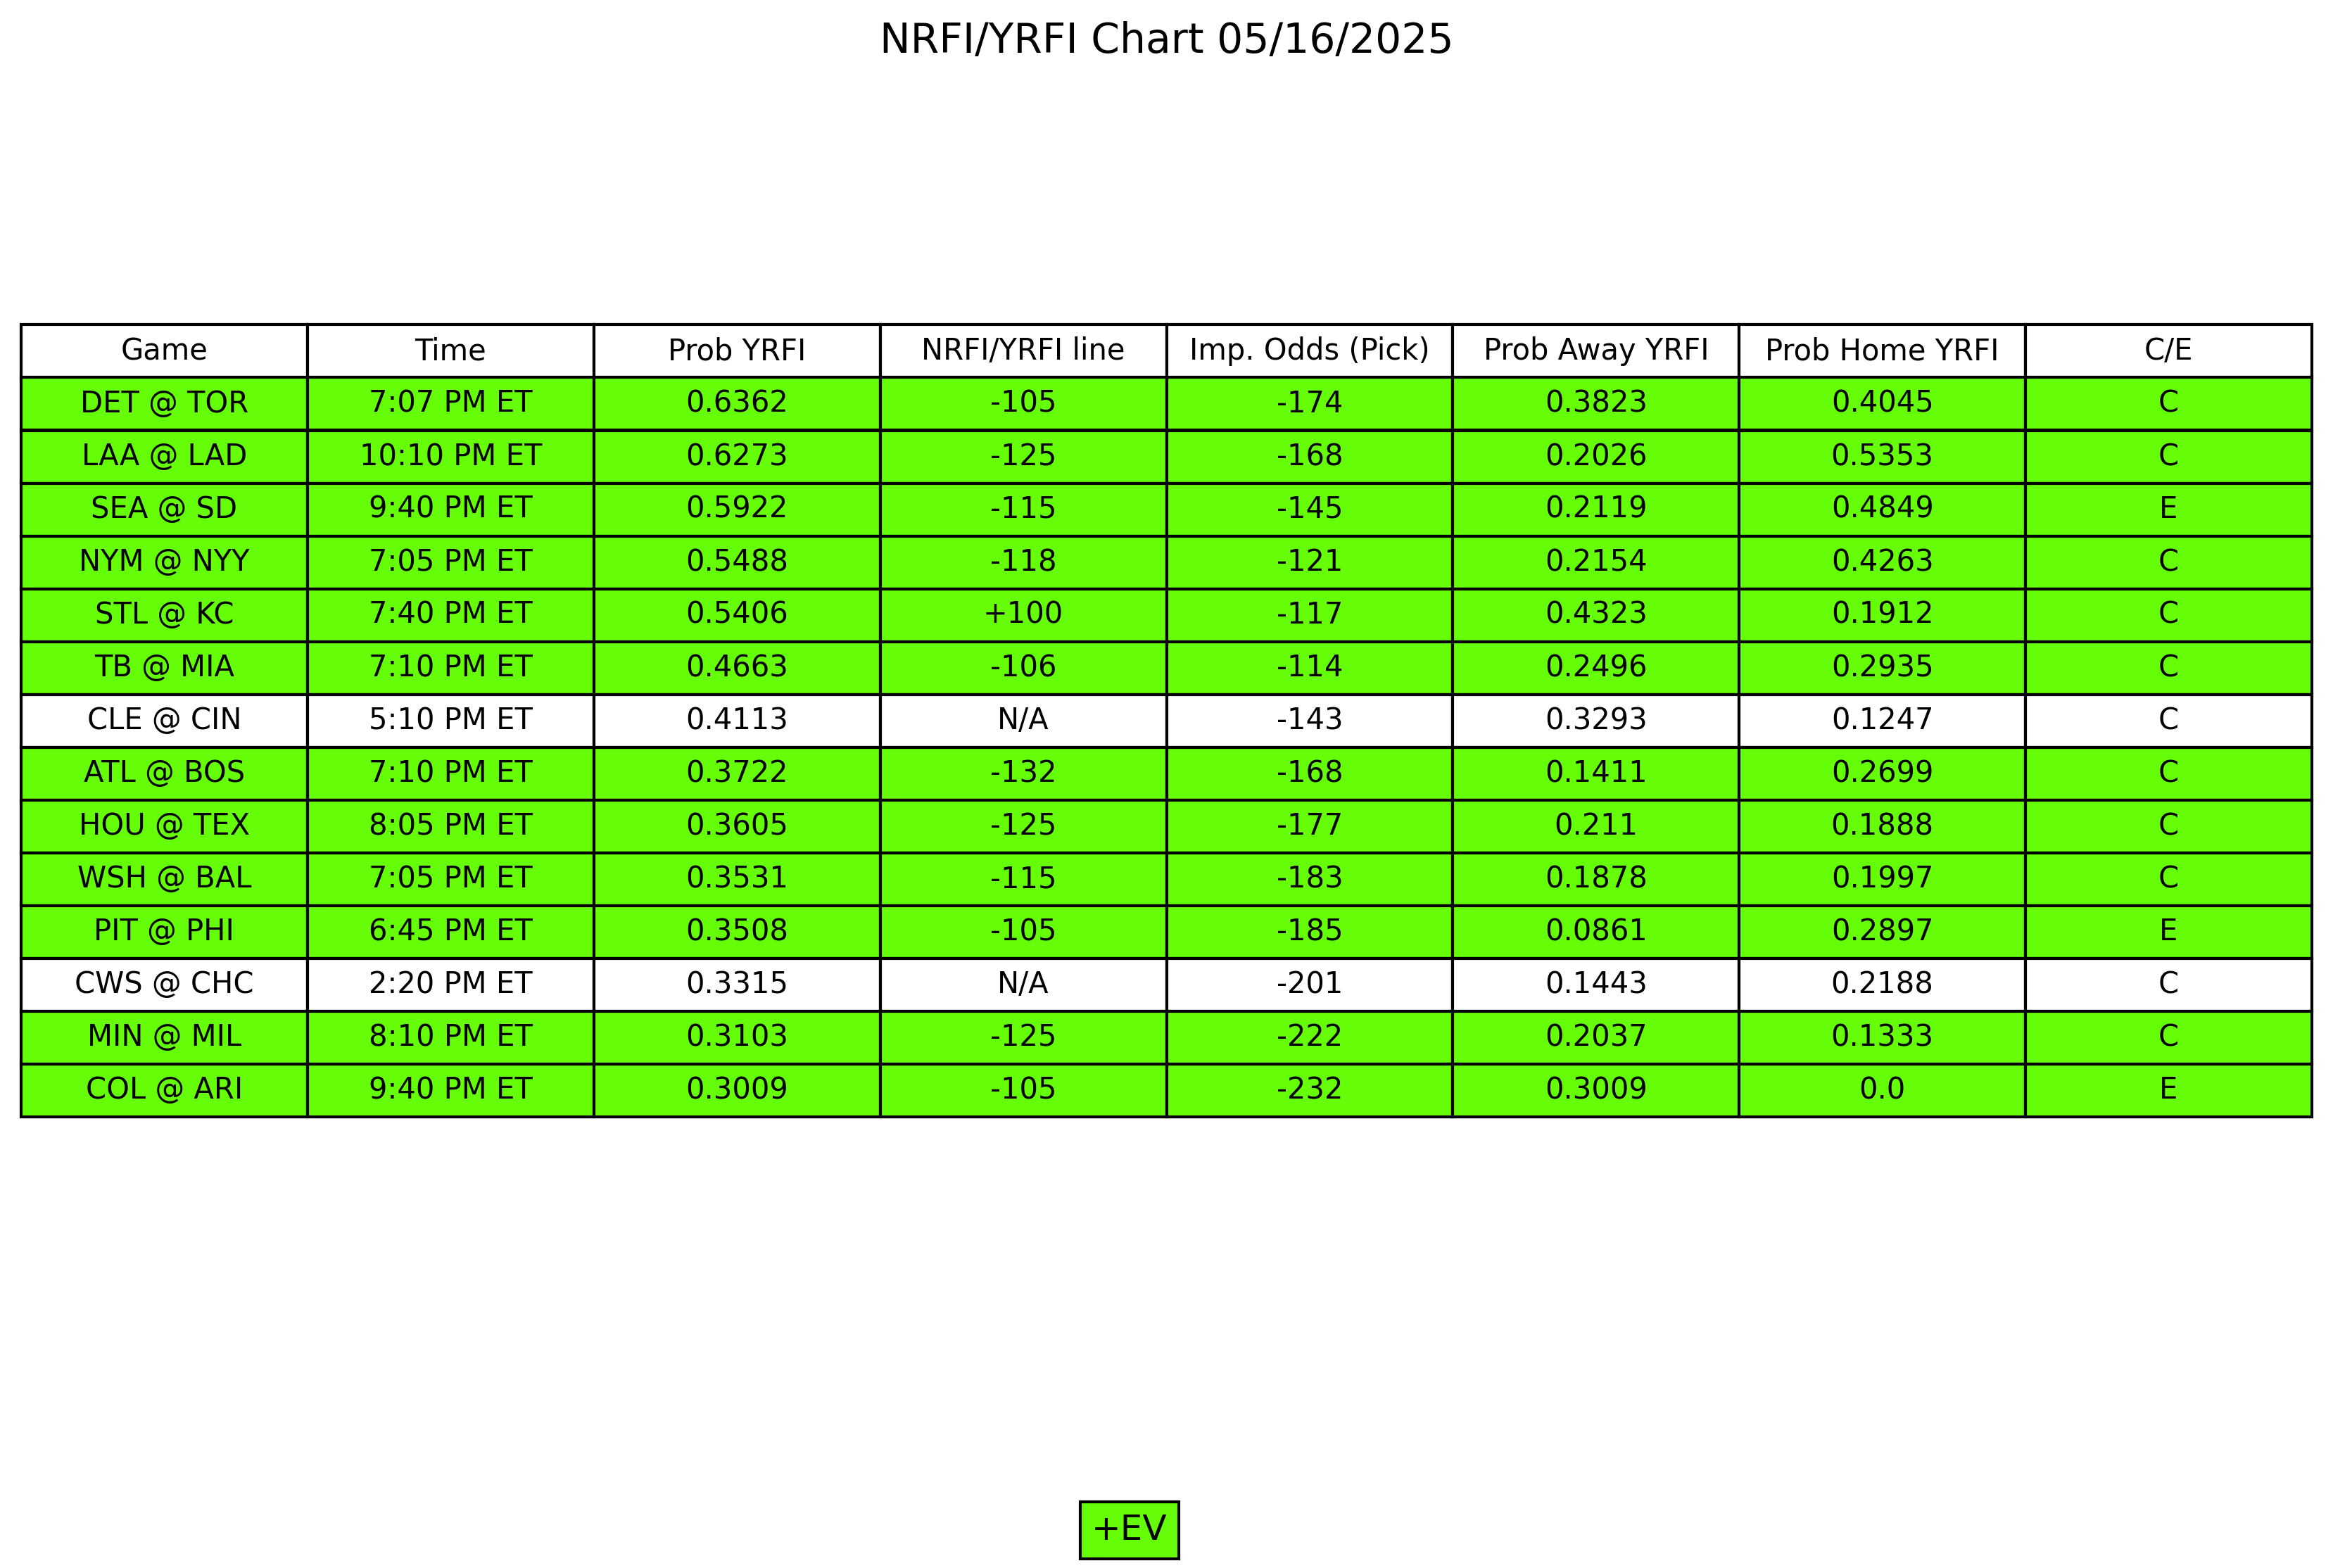 NRFI/YRFI Chart 05/16/2025
Game Time Prob YRFI NRFI/YRFI line Imp. Odds (Pick) Prob Away YRFI Prob Home YRFI C/E
DET @ TOR 7:07 PM ET 0.6362 -105 -174 0.3823 0.4045 C
LAA @ LAD 10:10 PM ET 0.6273 -125 -168 0.2026 0.5353 C
SEA @ SD 9:40 PM ET 0.5922 -115 -145 0.2119 0.4849 E
NYM @ NYY 7:05 PM ET 0.5488 -118 -121 0.2154 0.4263 C
STL @ KC 7:40 PM ET 0.5406 +100 -117 0.4323 0.1912 C
TB @ MIA 7:10 PM ET 0.4663 -106 -114 0.2496 0.2935 C
CLE @ CIN 5:10 PM ET 0.4113 N/A -143 0.3293 0.1247 C
ATL @ BOS 7:10 PM ET 0.3722 -132 -168 0.1411 0.2699 C
HOU @ TEX 8:05 PM ET 0.3605 -125 -177 0.211 0.1888 C
WSH @ BAL 7:05 PM ET 0.3531 -115 -183 0.1878 0.1997 C
PIT @ PHI 6:45 PM ET 0.3508 -105 -185 0.0861 0.2897 E
CWS @ CHC 2:20 PM ET 0.3315 N/A -201 0.1443 0.2188 C
MIN @ MIL 8:10 PM ET 0.3103 -125 -222 0.2037 0.1333 C
COL @ ARI 9:40 PM ET 0.3009 -105 -232 0.3009 0.0 E
+EV